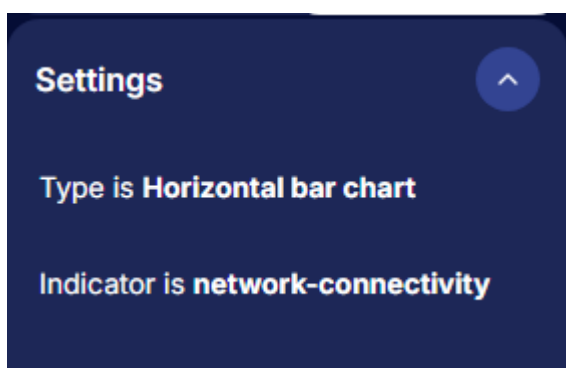 Settings
Type is Horizontal bar chart
Indicator is network-connectivity